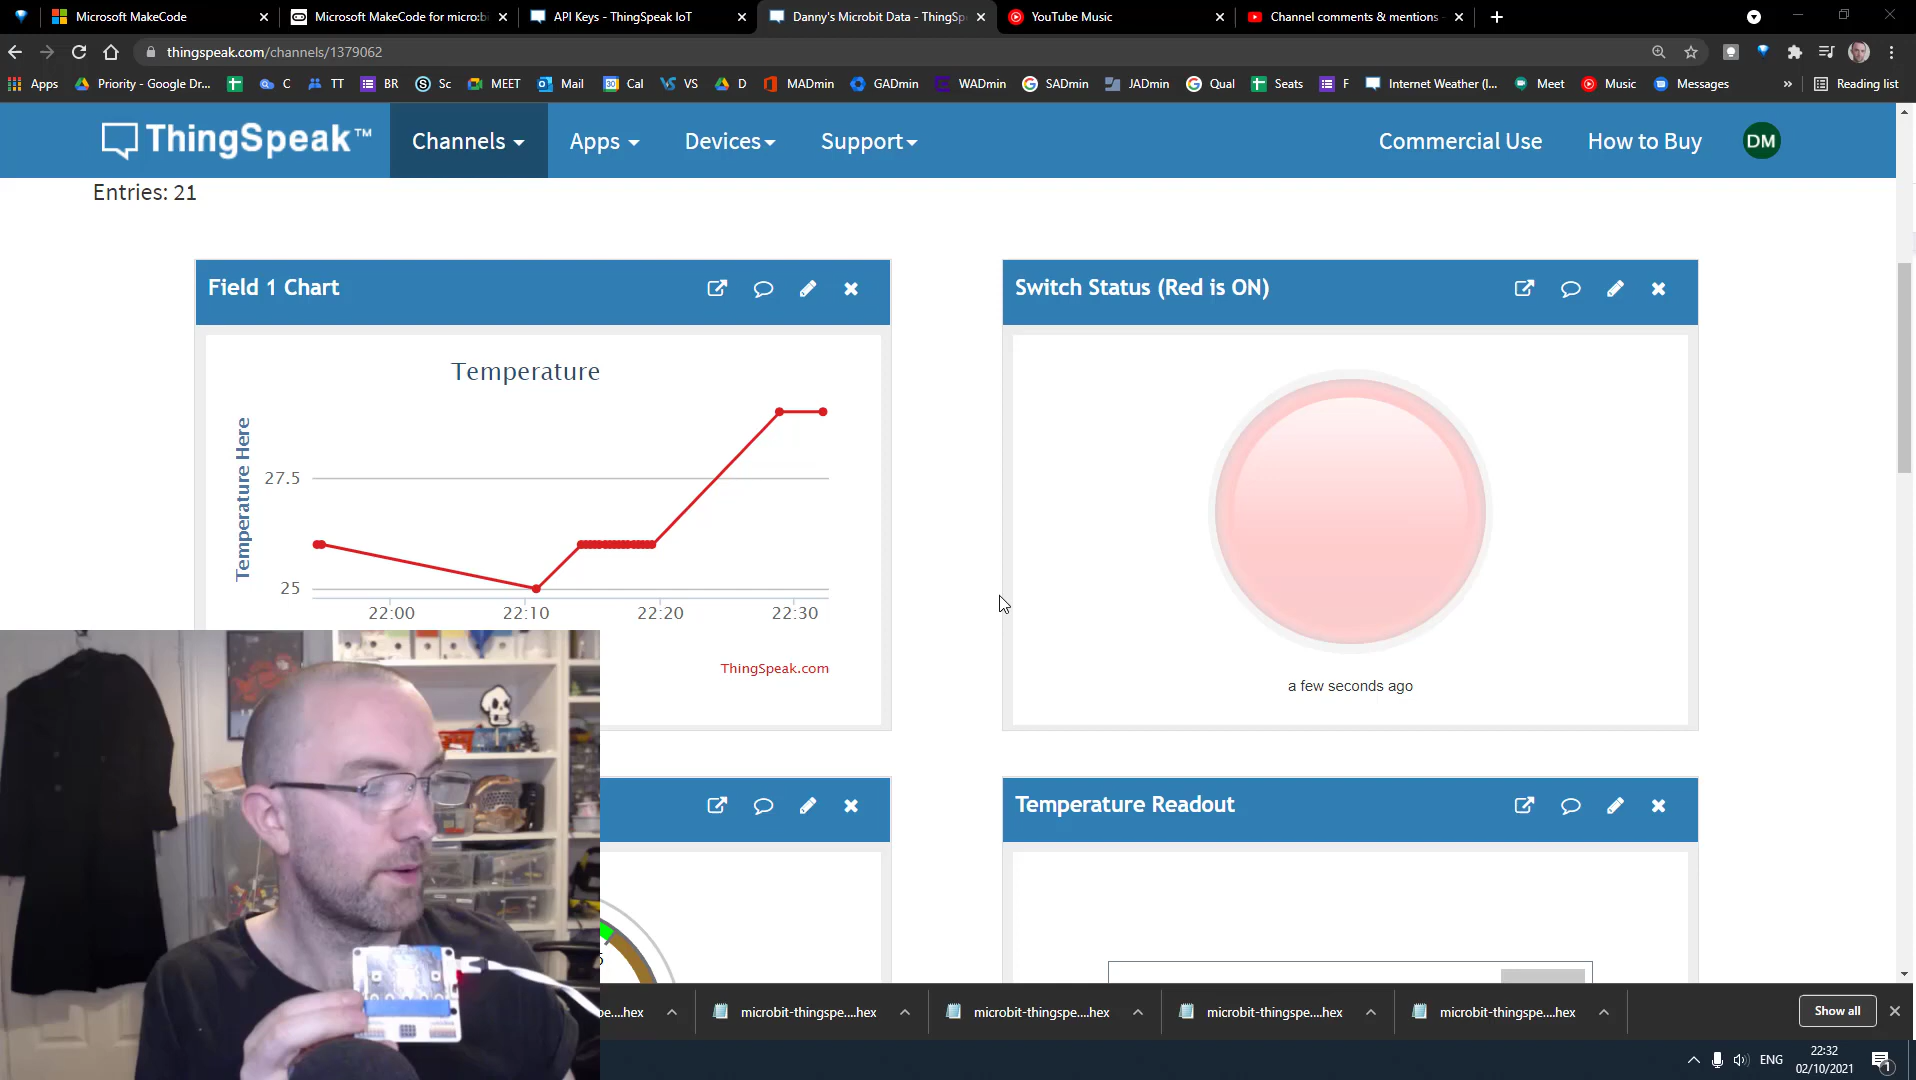 Microsoft MakeCode
Microsoft MakeCode for micro:b
API Keys - ThingSpeak IoT
Danny's Microbit Data - ThingSp
YouTube Music
Channel comments & mentions
thingspeak.com/channels/1379062
Apps
Priority - Google Dr...
C
TT
BR
Sc
MEET
Mail
Cal
VS
D
MAdmin
GAdmin
WAdmin
SAdmin
JAdmin
Qual
Seats
F
Internet Weather (I...
Meet
Music
Messages
»
Reading list
ThingSpeak™
Channels
Apps
Devices
Support
Commercial Use
How to Buy
DM
Entries: 21
Field 1 Chart
Switch Status (Red is ON)
Temperature
Temperature Here
27.5
25
22:00
22:10
22:20
22:30
ThingSpeak.com
a few seconds ago
Temperature Readout
pe....hex
microbit-thingspe....hex
microbit-thingspe....hex
microbit-thingspe....hex
microbit-thingspe....hex
Show all
ENG
22:32
02/10/2021
1